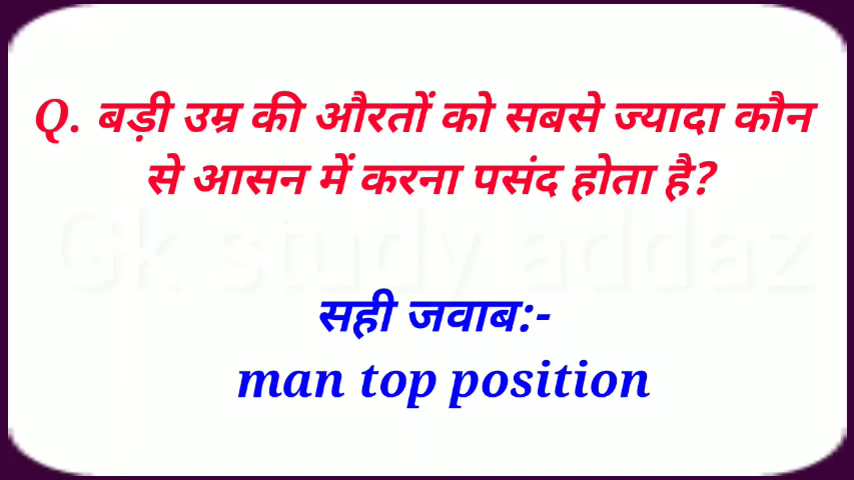 Q. बड़ी उम्र की औरतों को सबसे ज्यादा कौन
से आसन में करना पसंद होता है?
Gk study addaz
सही जवाब:-
man top position